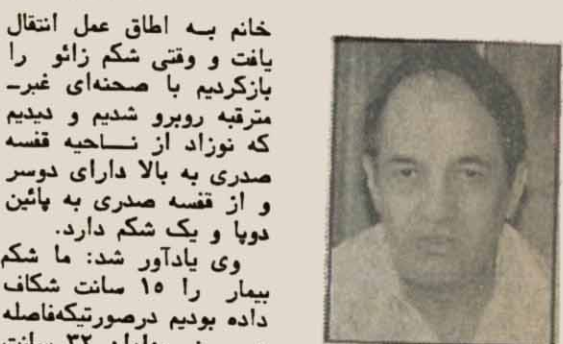 خانم به اطاق عمل انتقال
یافت و وقتی شکم زائو را
بازکردیم با صحنه‌ای غیر-
مترقبه روبرو شدیم و دیدیم
که نوزاد از ناحیه قفسه
صدری به بالا دارای دوسر
و از قفسه صدری به پائین
دوپا و یک شکم دارد.
وی یادآور شد: ما شکم
بیمار را ۱۵ سانت شکاف
داده بودیم درصورتیکه‌فاصله
۳۲ سانت